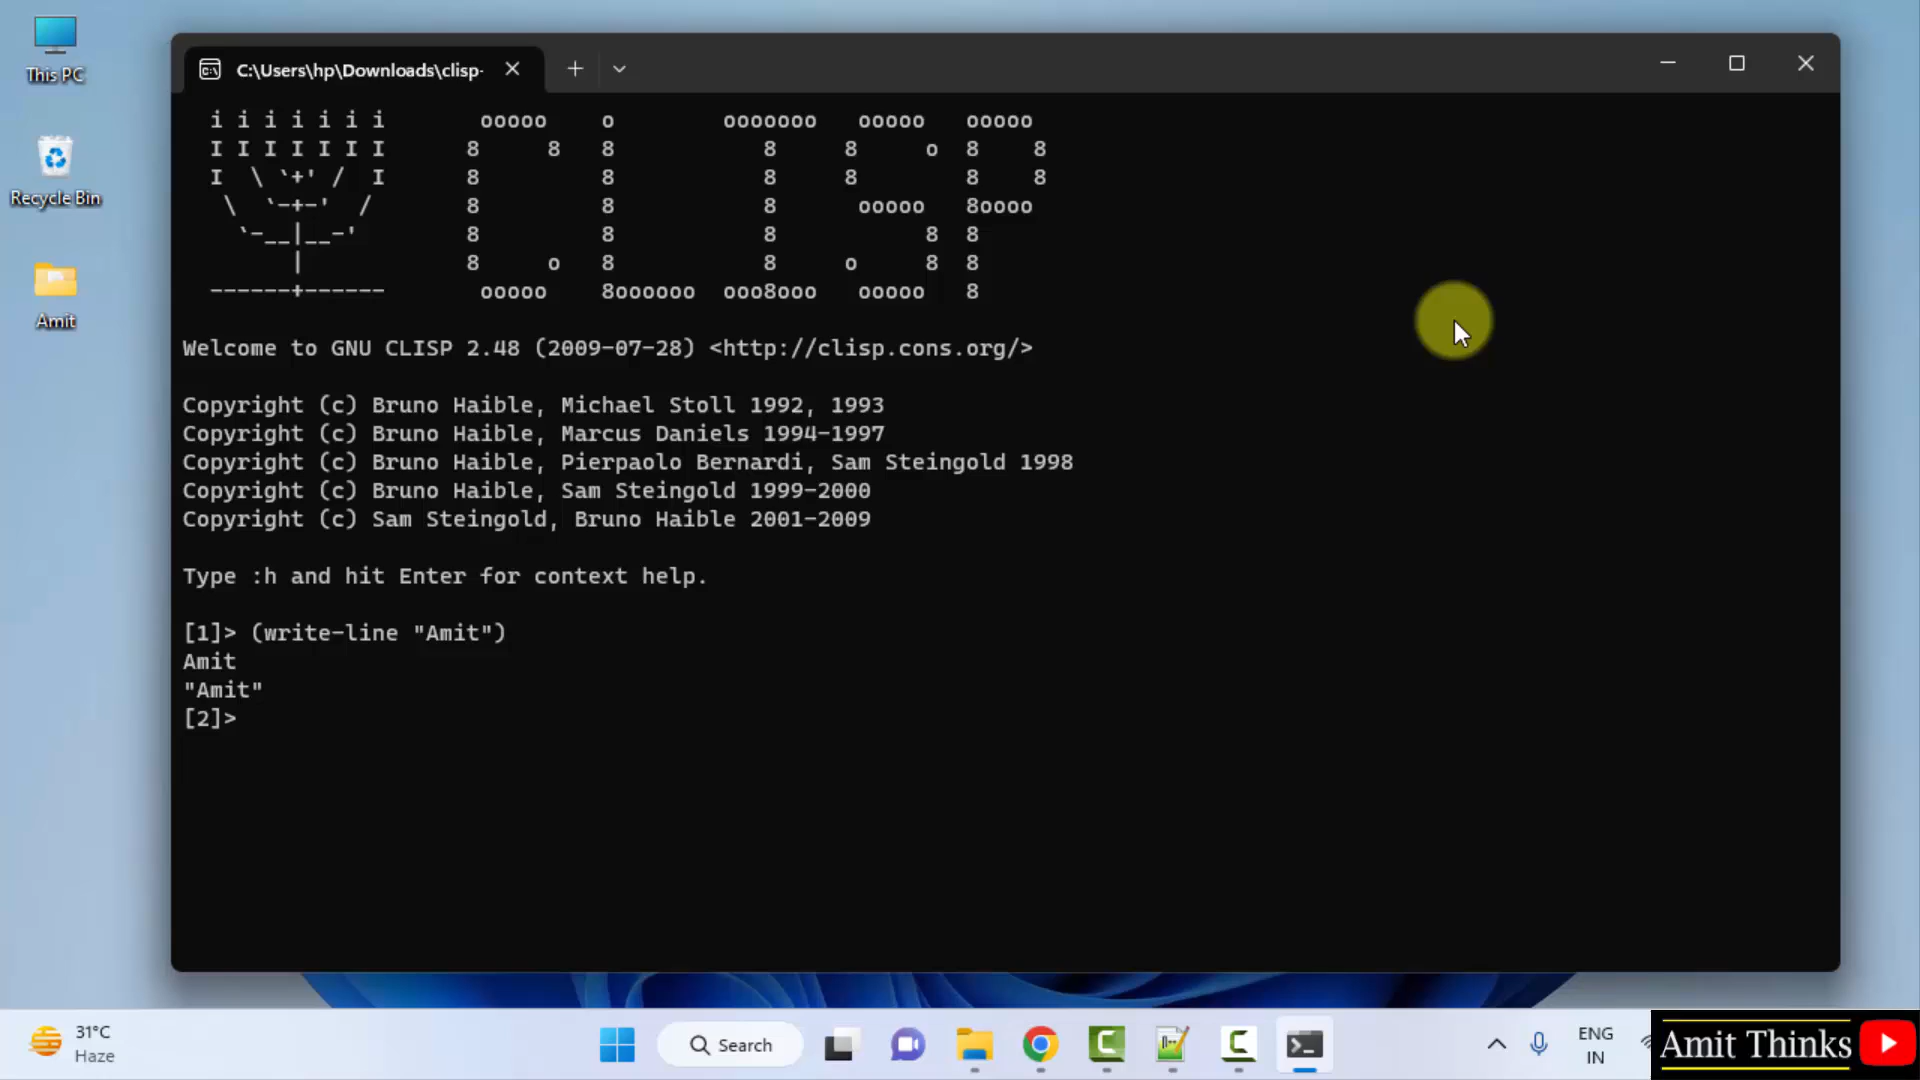 This PC
Recycle Bin
Amit
C:\Users\hp\Downloads\clisp-
i i i i i i i       ooooo    o        ooooooo   ooooo   ooooo
I I I I I I I      8     8   8           8     8     o  8    8
I  \ `+' /  I      8         8           8     8        8    8
 \  `-+-'  /       8         8           8      ooooo   8oooo
  `-__|__-'        8         8           8           8  8
      |            8     o   8           8     o     8  8
------+------       ooooo    8oooooo  ooo8ooo   ooooo   8
Welcome to GNU CLISP 2.48 (2009-07-28) <http://clisp.cons.org/>
Copyright (c) Bruno Haible, Michael Stoll 1992, 1993
Copyright (c) Bruno Haible, Marcus Daniels 1994-1997
Copyright (c) Bruno Haible, Pierpaolo Bernardi, Sam Steingold 1998
Copyright (c) Bruno Haible, Sam Steingold 1999-2000
Copyright (c) Sam Steingold, Bruno Haible 2001-2009
Type :h and hit Enter for context help.
[1]> (write-line "Amit")
Amit
"Amit"
[2]>
31°C
Haze
Search
ENG
IN
Amit Thinks